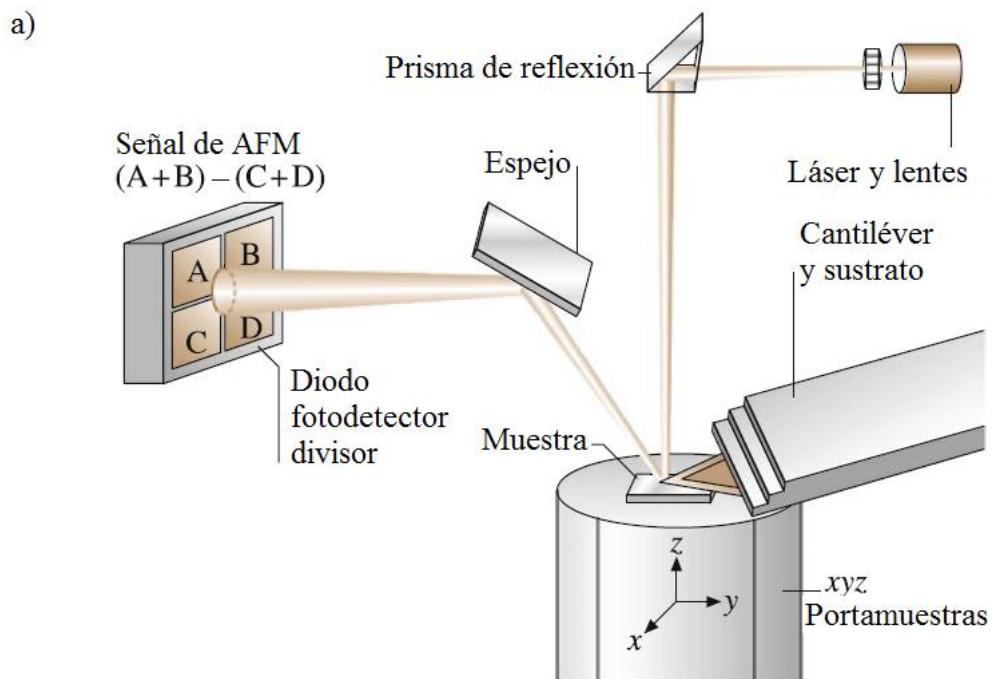 a)
Prisma de reflexión
Señal de AFM
(A+B) – (C+D)
Espejo
Láser y lentes
Cantiléver
y sustrato
A
B
C
D
Diodo
fotodetector
divisor
Muestra
z
y
x
xyz
Portamuestras